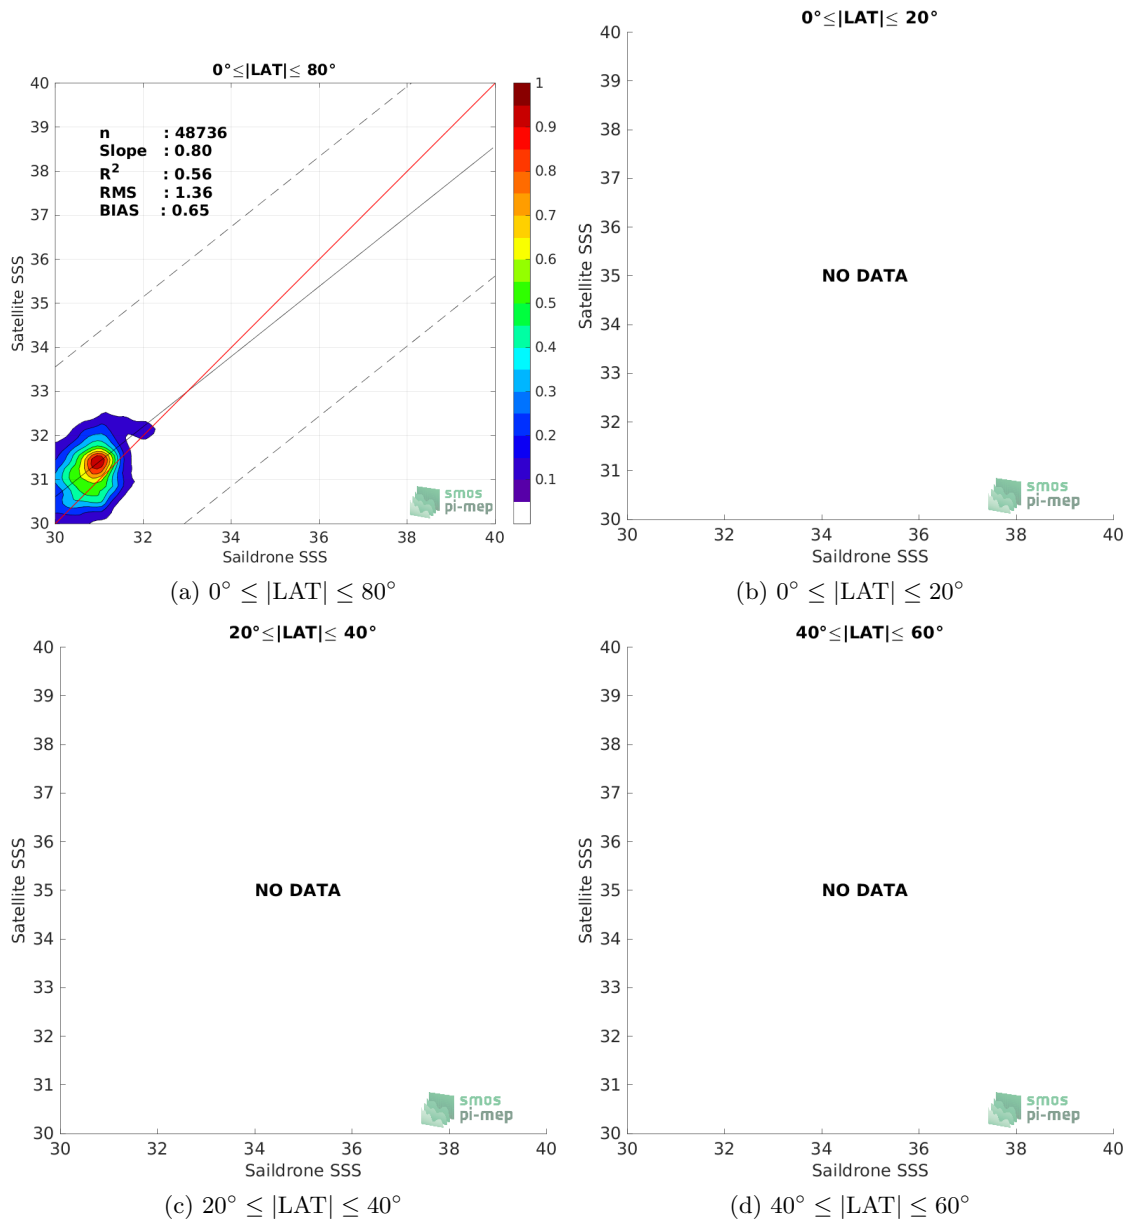 0°≤|LAT|≤ 80°
40
39
38
37
36
35
34
33
32
31
30
Satellite SSS
n : 48736
Slope : 0.80
R² : 0.56
RMS : 1.36
BIAS : 0.65
30 32 34 36 38 40
Saildrone SSS
1
0.9
0.8
0.7
0.6
0.5
0.4
0.3
0.2
0.1
smos
pi-mep
(a) 0° ≤ |LAT| ≤ 80°
0°≤|LAT|≤ 20°
40
39
38
37
36
35
34
33
32
31
30
Satellite SSS
NO DATA
smos
pi-mep
30 32 34 36 38 40
Saildrone SSS
(b) 0° ≤ |LAT| ≤ 20°
20°≤|LAT|≤ 40°
40
39
38
37
36
35
34
33
32
31
30
Satellite SSS
NO DATA
smos
pi-mep
30 32 34 36 38 40
Saildrone SSS
(c) 20° ≤ |LAT| ≤ 40°
40°≤|LAT|≤ 60°
40
39
38
37
36
35
34
33
32
31
30
Satellite SSS
NO DATA
smos
pi-mep
30 32 34 36 38 40
Saildrone SSS
(d) 40° ≤ |LAT| ≤ 60°